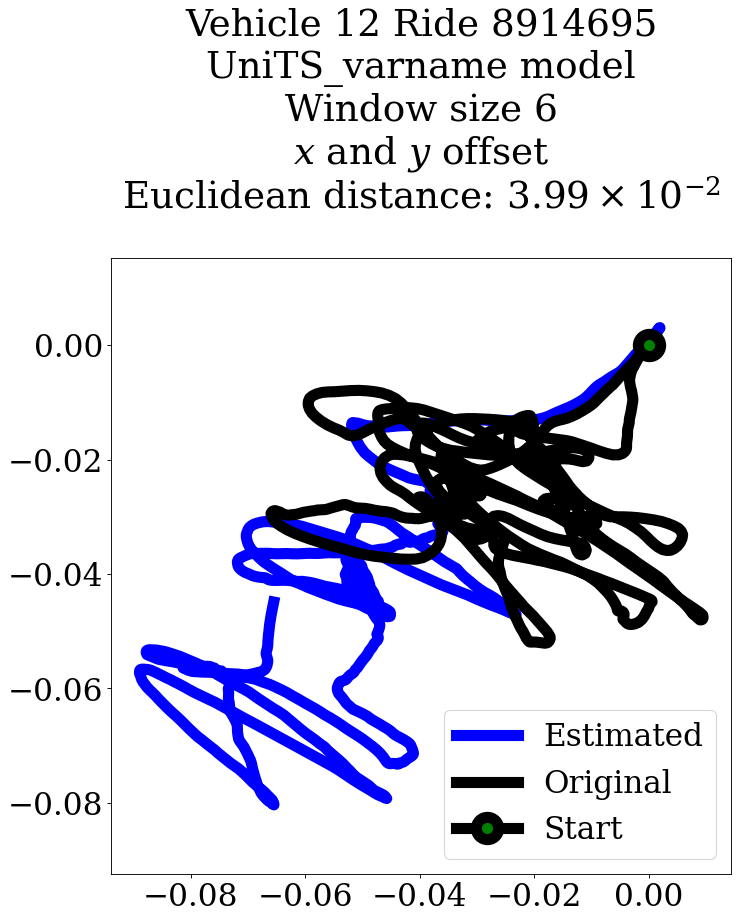 Vehicle 12 Ride 8914695
UniTS_varname model
Window size 6
x and y offset
Euclidean distance: 3.99 × 10⁻²
0.00
−0.02
−0.04
−0.06
−0.08
Estimated
Original
Start
−0.08 −0.06 −0.04 −0.02 0.00